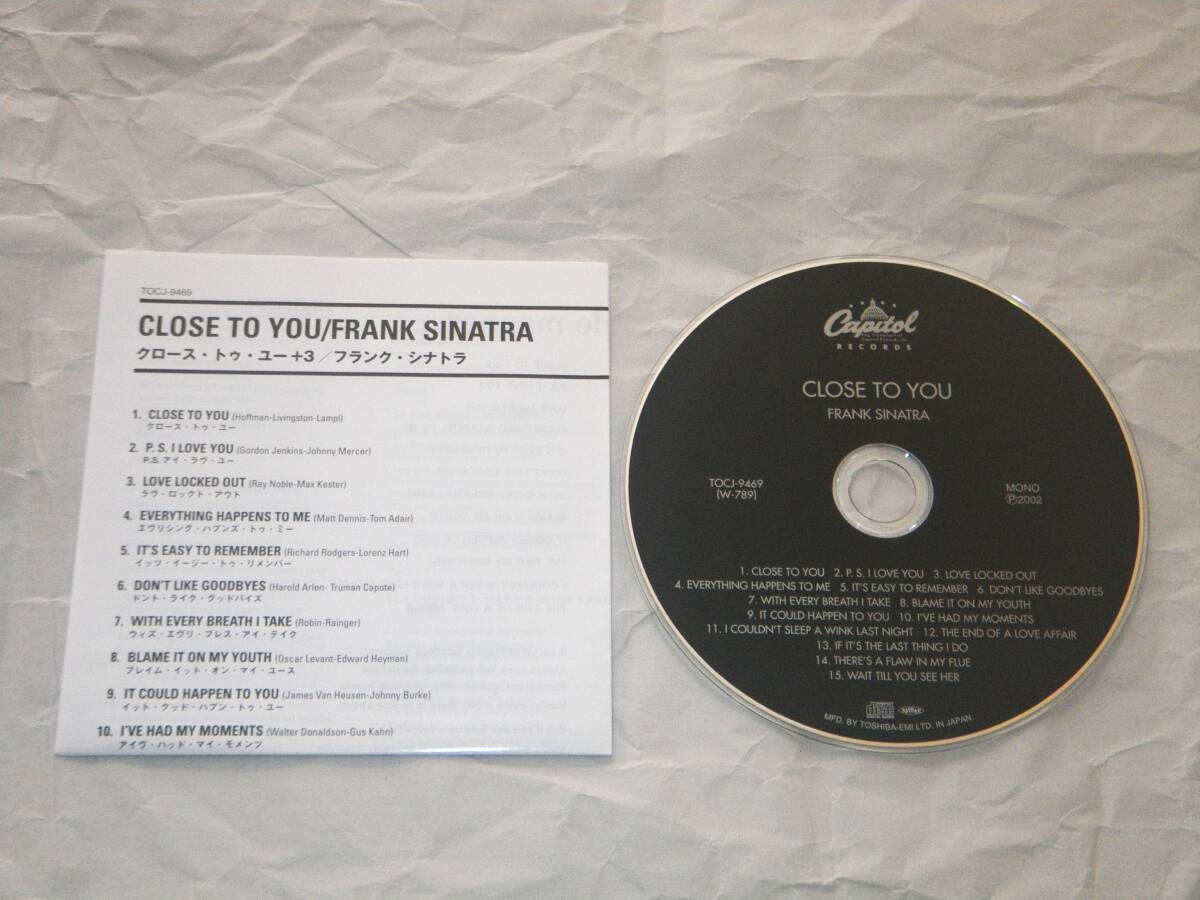 TOCJ-9469
CLOSE TO YOU/FRANK SINATRA
クロース・トゥ・ユー+3/フランク・シナトラ
1. CLOSE TO YOU (Hoffman-Livingston-Lampl)
クロース・トゥ・ユー
2. P. S. I LOVE YOU (Gordon Jenkins-Johnny Mercer)
P.S.アイ・ラヴ・ユー
3. LOVE LOCKED OUT (Ray Noble-Max Kester)
ラヴ・ロックト・アウト
4. EVERYTHING HAPPENS TO ME (Matt Dennis-Tom Adair)
エヴリシング・ハプンズ・トゥ・ミー
5. IT'S EASY TO REMEMBER (Richard Rodgers-Lorenz Hart)
イッツ・イージー・トゥ・リメンバー
6. DON'T LIKE GOODBYES (Harold Arlen- Truman Capote)
ドント・ライク・グッドバイズ
7. WITH EVERY BREATH I TAKE (Robin-Rainger)
ウィズ・エヴリ・ブレス・アイ・テイク
8. BLAME IT ON MY YOUTH (Oscar Levant-Edward Heyman)
ブレイム・イット・オン・マイ・ユース
9. IT COULD HAPPEN TO YOU (James Van Heusen-Johnny Burke)
イット・クッド・ハプン・トゥ・ユー
10. I'VE HAD MY MOMENTS (Walter Donaldson-Gus Kahn)
アイヴ・ハッド・マイ・モメンツ
Capitol
RECORDS
CLOSE TO YOU
FRANK SINATRA
TOCJ-9469
(W-789)
MONO
Ⓟ2002
1. CLOSE TO YOU 2. P. S. I LOVE YOU 3. LOVE LOCKED OUT
4. EVERYTHING HAPPENS TO ME 5. IT'S EASY TO REMEMBER 6. DON'T LIKE GOODBYES
7. WITH EVERY BREATH I TAKE 8. BLAME IT ON MY YOUTH
9. IT COULD HAPPEN TO YOU 10. I'VE HAD MY MOMENTS
11. I COULDN'T SLEEP A WINK LAST NIGHT 12. THE END OF A LOVE AFFAIR
13. IF IT'S THE LAST THING I DO
14. THERE'S A FLAW IN MY FLUE
15. WAIT TILL YOU SEE HER
MFD. BY TOSHIBA-EMI LTD. IN JAPAN.